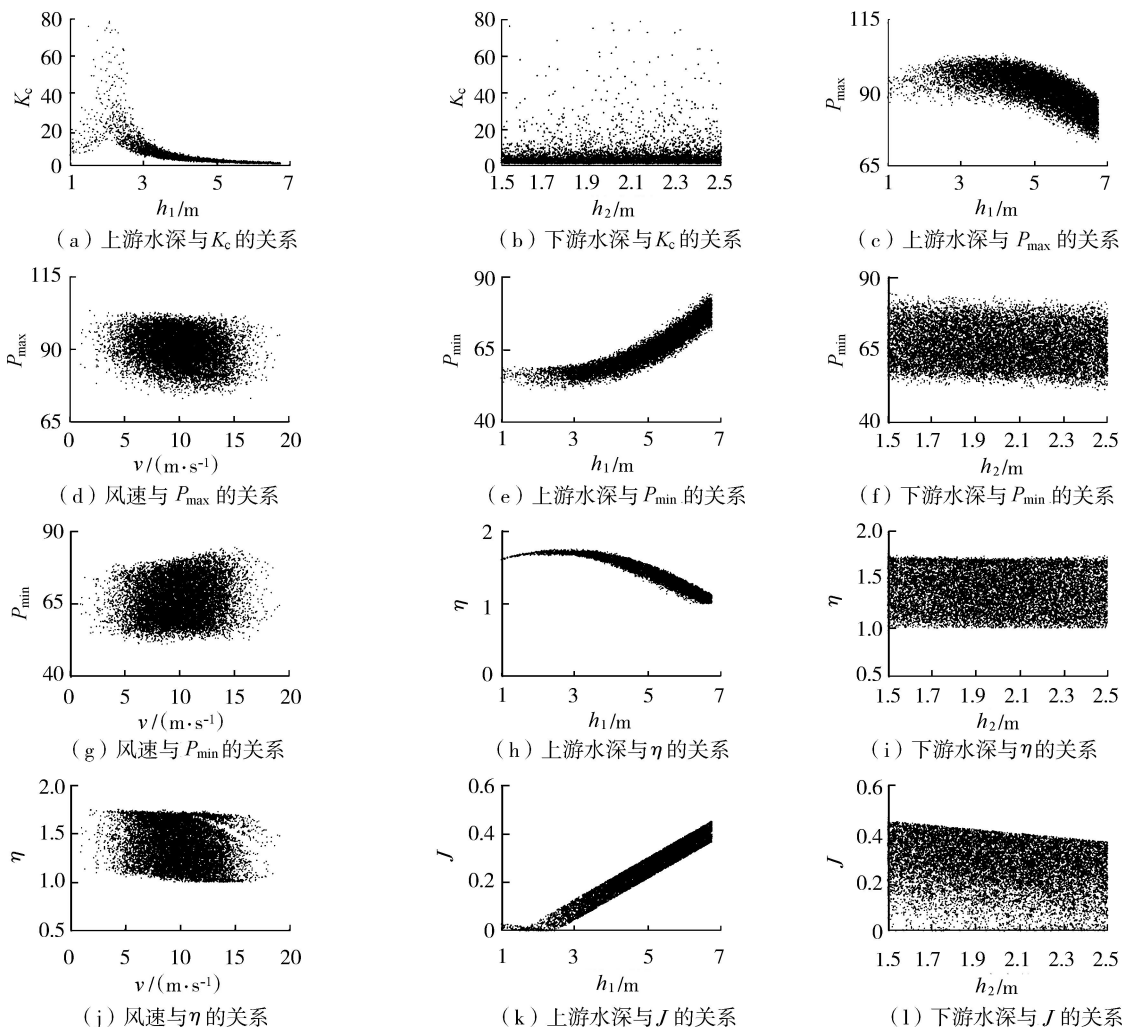 80
60
40
20
0
K_c
1 3 5 7
h_1/m
(a)上游水深与K_c的关系
80
60
40
20
0
K_c
1.5 1.7 1.9 2.1 2.3 2.5
h_2/m
(b)下游水深与K_c的关系
115
90
65
P_max
1 3 5 7
h_1/m
(c)上游水深与 P_max 的关系
115
90
65
P_max
0 5 10 15 20
v/(m·s⁻¹)
(d)风速与 P_max 的关系
90
65
40
P_min
1 3 5 7
h_1/m
(e)上游水深与P_min的关系
90
65
40
P_min
1.5 1.7 1.9 2.1 2.3 2.5
h_2/m
(f)下游水深与P_min的关系
90
65
40
P_min
0 5 10 15 20
v/(m·s⁻¹)
(g)风速与P_min的关系
2
1
0
η
1 3 5 7
h_1/m
(h)上游水深与η的关系
2.0
1.5
1.0
0.5
η
1.5 1.7 1.9 2.1 2.3 2.5
h_2/m
(i)下游水深与η的关系
2.0
1.5
1.0
0.5
η
0 5 10 15 20
v/(m·s⁻¹)
(j)风速与η的关系
0.6
0.4
0.2
0
J
1 3 5 7
h_1/m
(k)上游水深与J的关系
0.6
0.4
0.2
0
J
1.5 1.7 1.9 2.1 2.3 2.5
h_2/m
(l)下游水深与J的关系